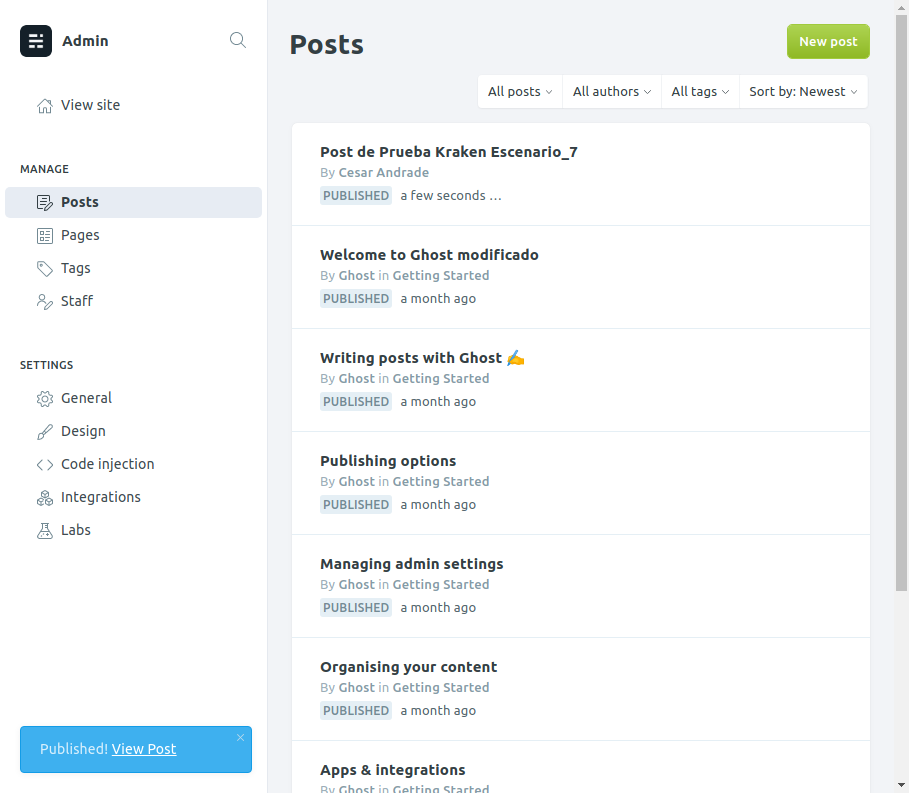 Admin
View site
MANAGE
Posts
Pages
Tags
Staff
SETTINGS
General
Design
Code injection
Integrations
Labs
Published! View Post
Posts
New post
All posts
All authors
All tags
Sort by: Newest
Post de Prueba Kraken Escenario_7
By Cesar Andrade
PUBLISHED a few seconds ...
Welcome to Ghost modificado
By Ghost in Getting Started
PUBLISHED a month ago
Writing posts with Ghost ✍️
By Ghost in Getting Started
PUBLISHED a month ago
Publishing options
By Ghost in Getting Started
PUBLISHED a month ago
Managing admin settings
By Ghost in Getting Started
PUBLISHED a month ago
Organising your content
By Ghost in Getting Started
PUBLISHED a month ago
Apps & integrations
By Ghost in Getting Started